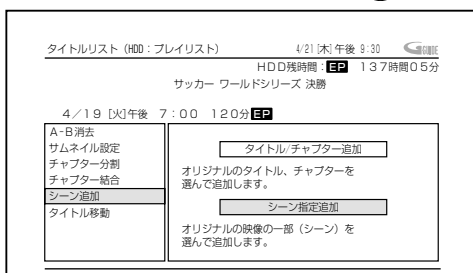 タイトルリスト（HDD：プレイリスト） 4/21 [木] 午後 9:30 GGUIDE
HDD残時間：EP 137時間05分
サッカー ワールドシリーズ 決勝
4／19 [火]午後 7：00 120分 EP
A-B消去
サムネイル設定
チャプター分割
チャプター結合
シーン追加
タイトル移動
タイトル/チャプター追加
オリジナルのタイトル、チャプターを
選んで追加します。
シーン指定追加
オリジナルの映像の一部（シーン）を
選んで追加します。